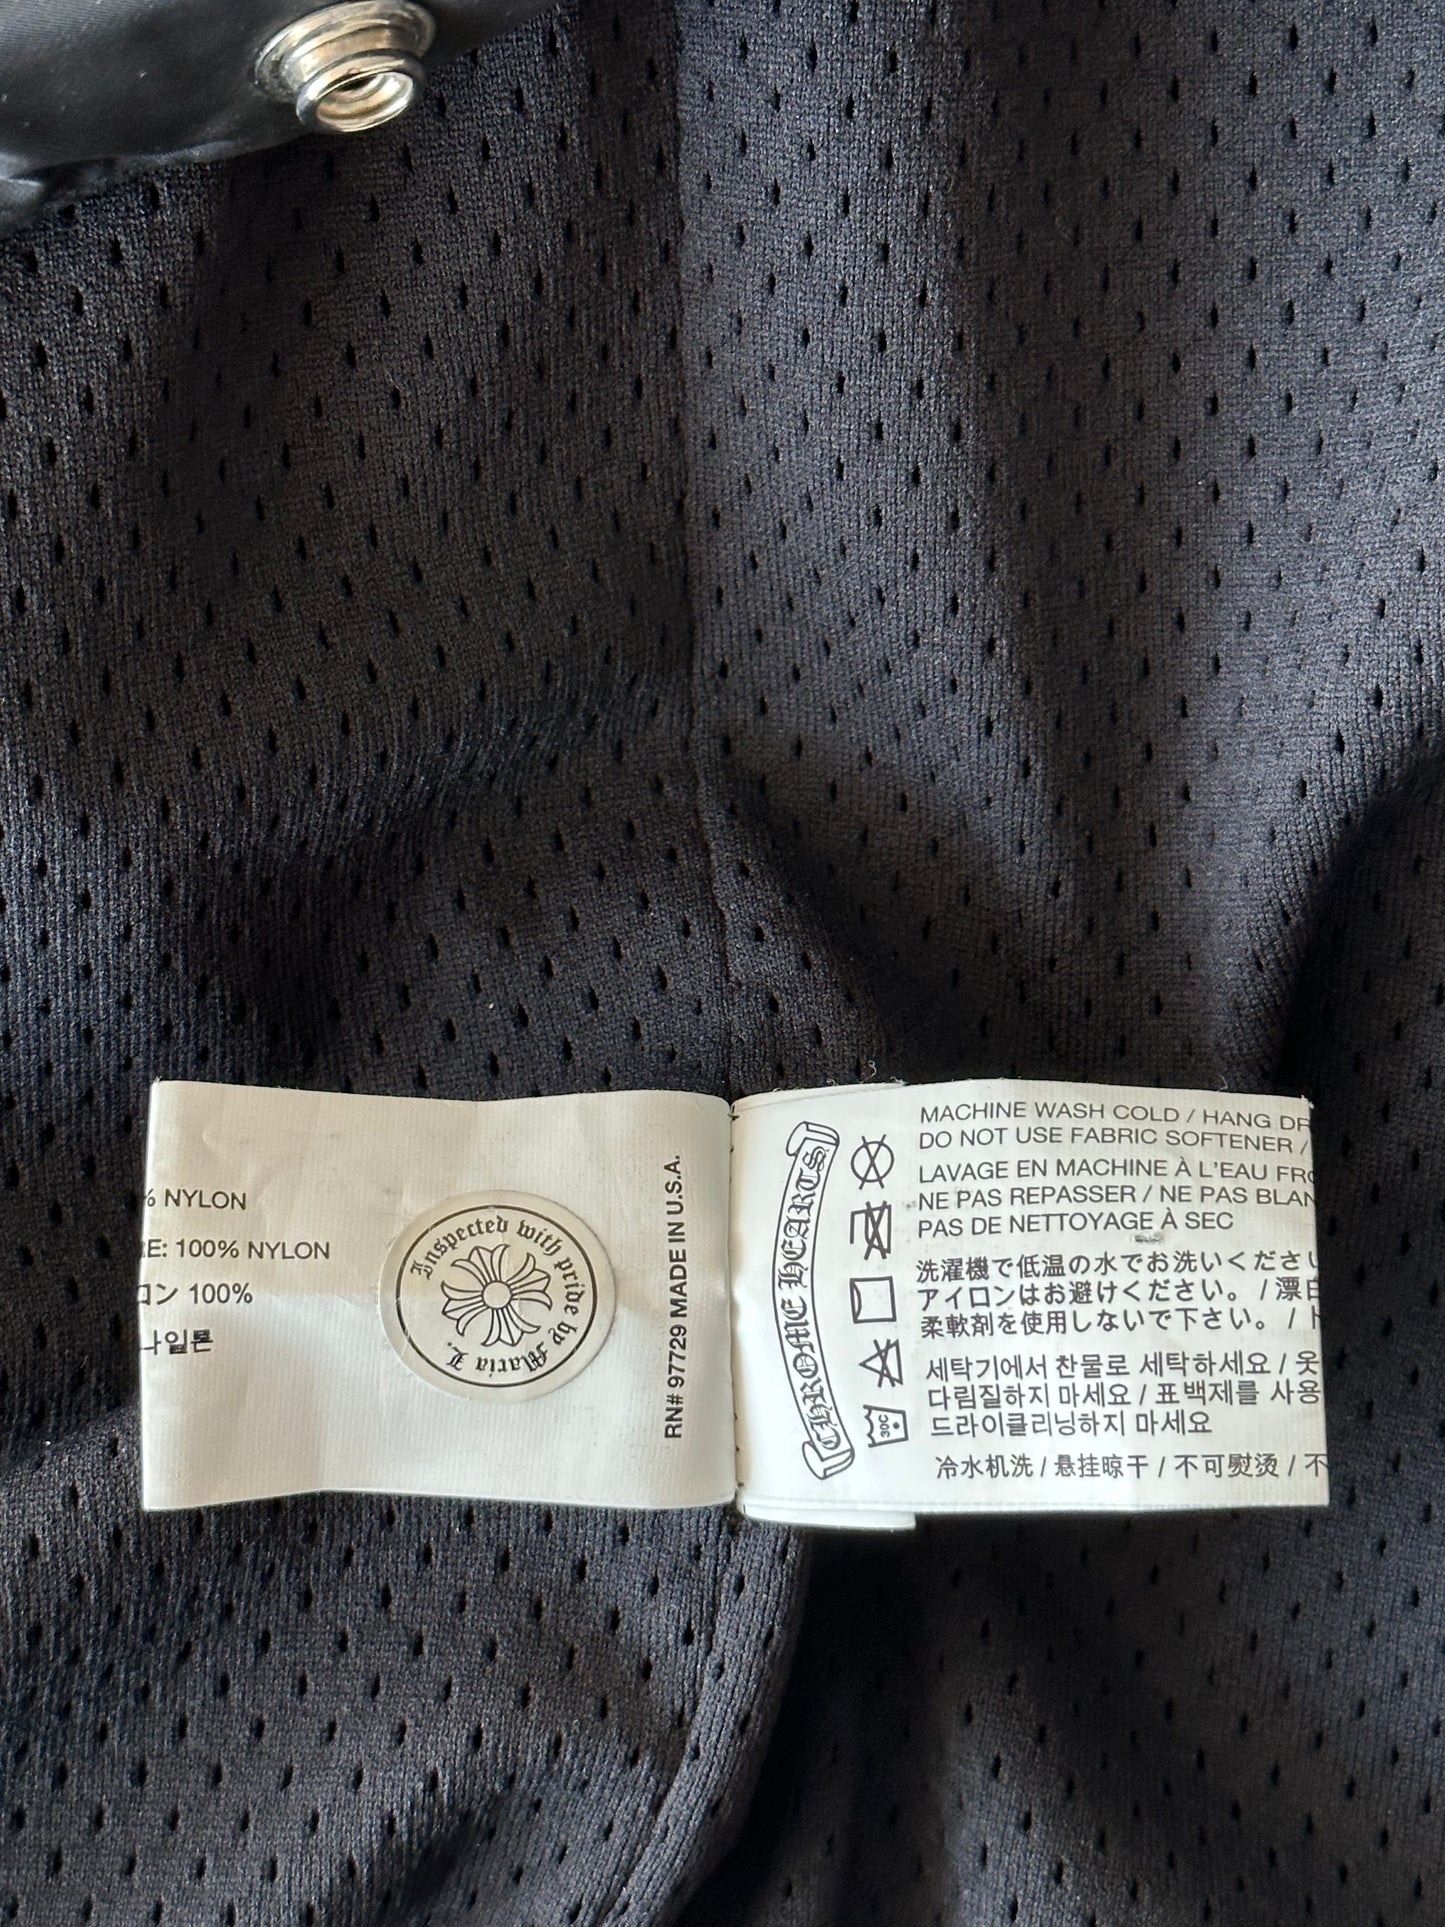 % NYLON
E: 100% NYLON
ロン 100%
나일론
Inspected with pride by Maria L.
RN# 97729 MADE IN U.S.A.
CHROME HEARTS
30C
MACHINE WASH COLD / HANG DR
DO NOT USE FABRIC SOFTENER /
LAVAGE EN MACHINE À L'EAU FRO
NE PAS REPASSER / NE PAS BLAN
PAS DE NETTOYAGE À SEC
洗濯機で低温の水でお洗いください
アイロンはお避けください。 / 漂白
柔軟剤を使用しないで下さい。 / ド
세탁기에서 찬물로 세탁하세요 / 옷
다림질하지 마세요 / 표백제를 사용
드라이클리닝하지 마세요
冷水机洗 / 悬挂晾干 / 不可熨烫 / 不